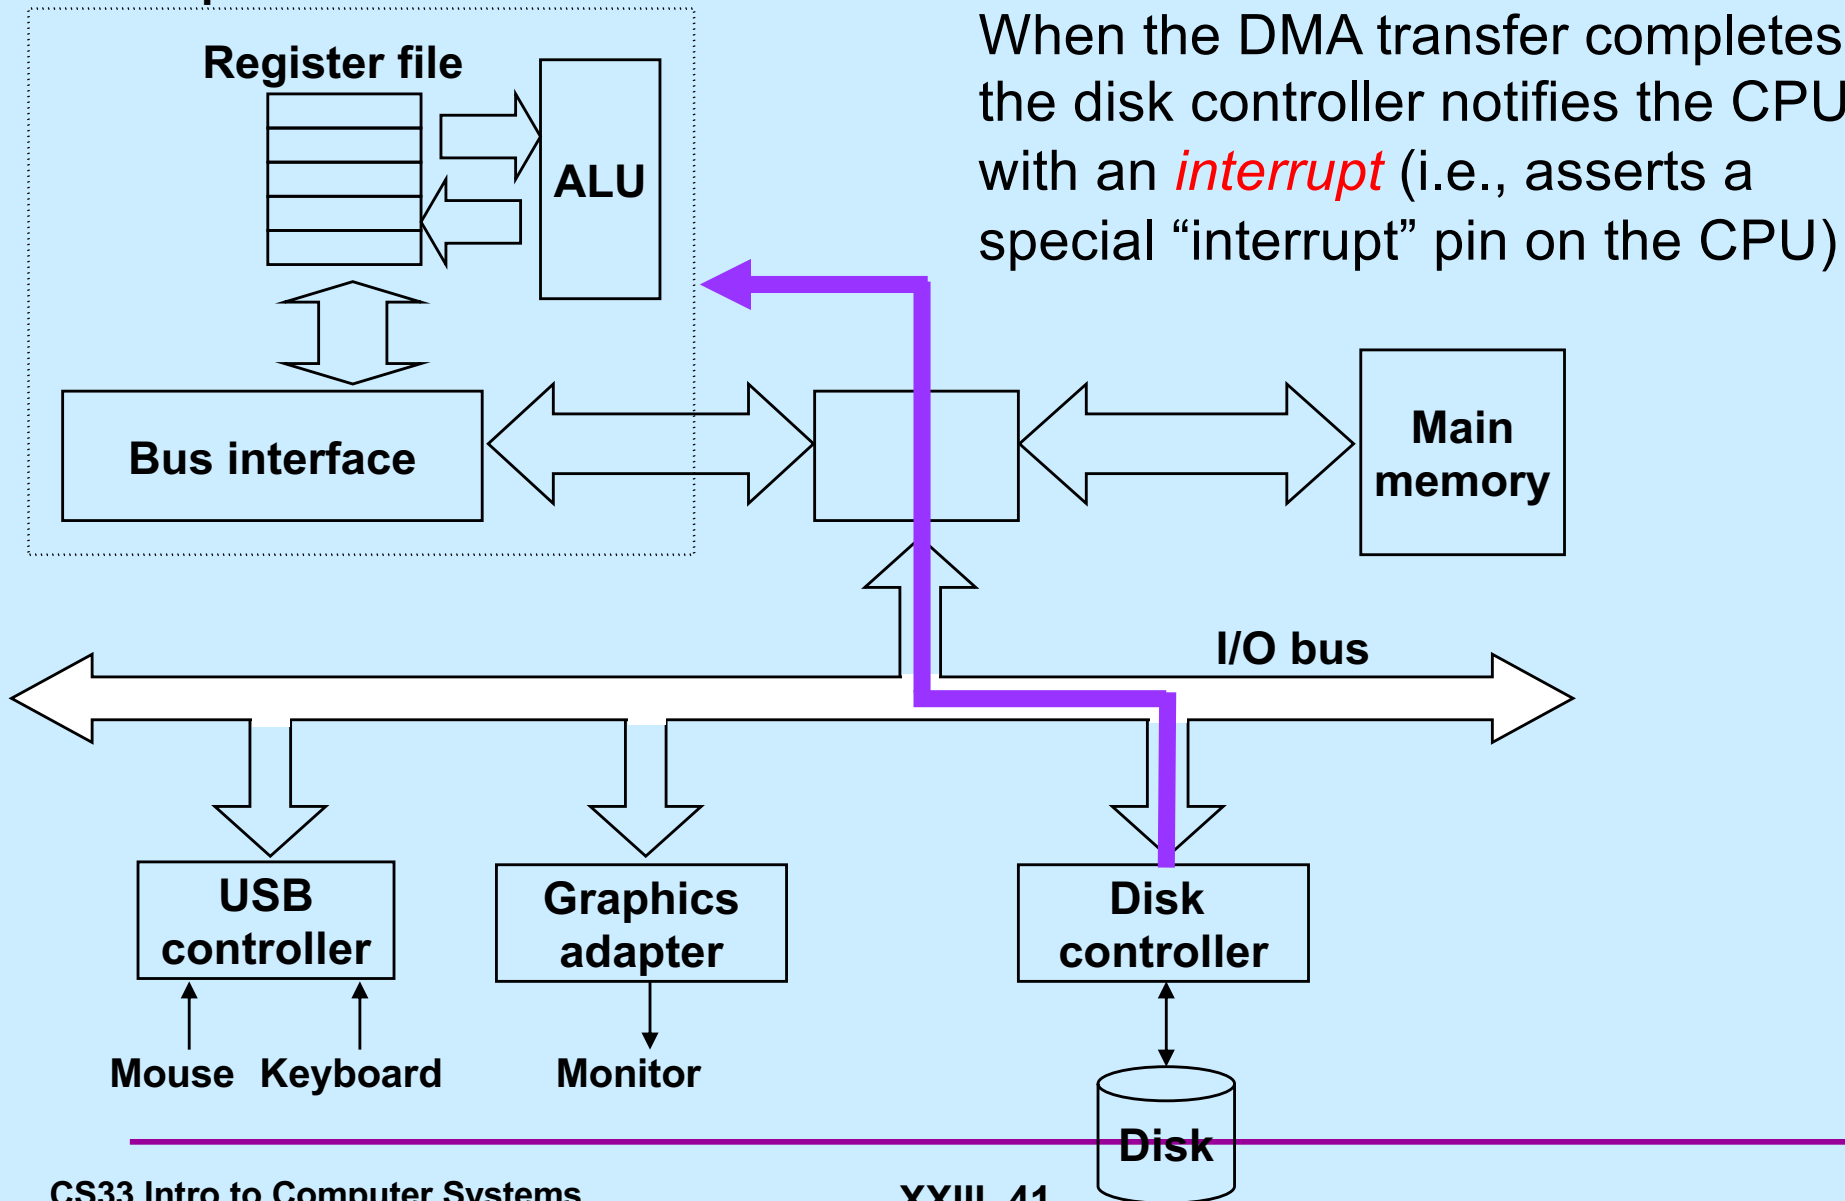 When the DMA transfer completes
the disk controller notifies the CPU
with an interrupt (i.e., asserts a
special “interrupt” pin on the CPU)
Register file
ALU
Bus interface
Main
memory
I/O bus
USB
controller
Graphics
adapter
Disk
controller
Mouse
Keyboard
Monitor
Disk
CS33 Intro to Computer Systems
XXIII–41